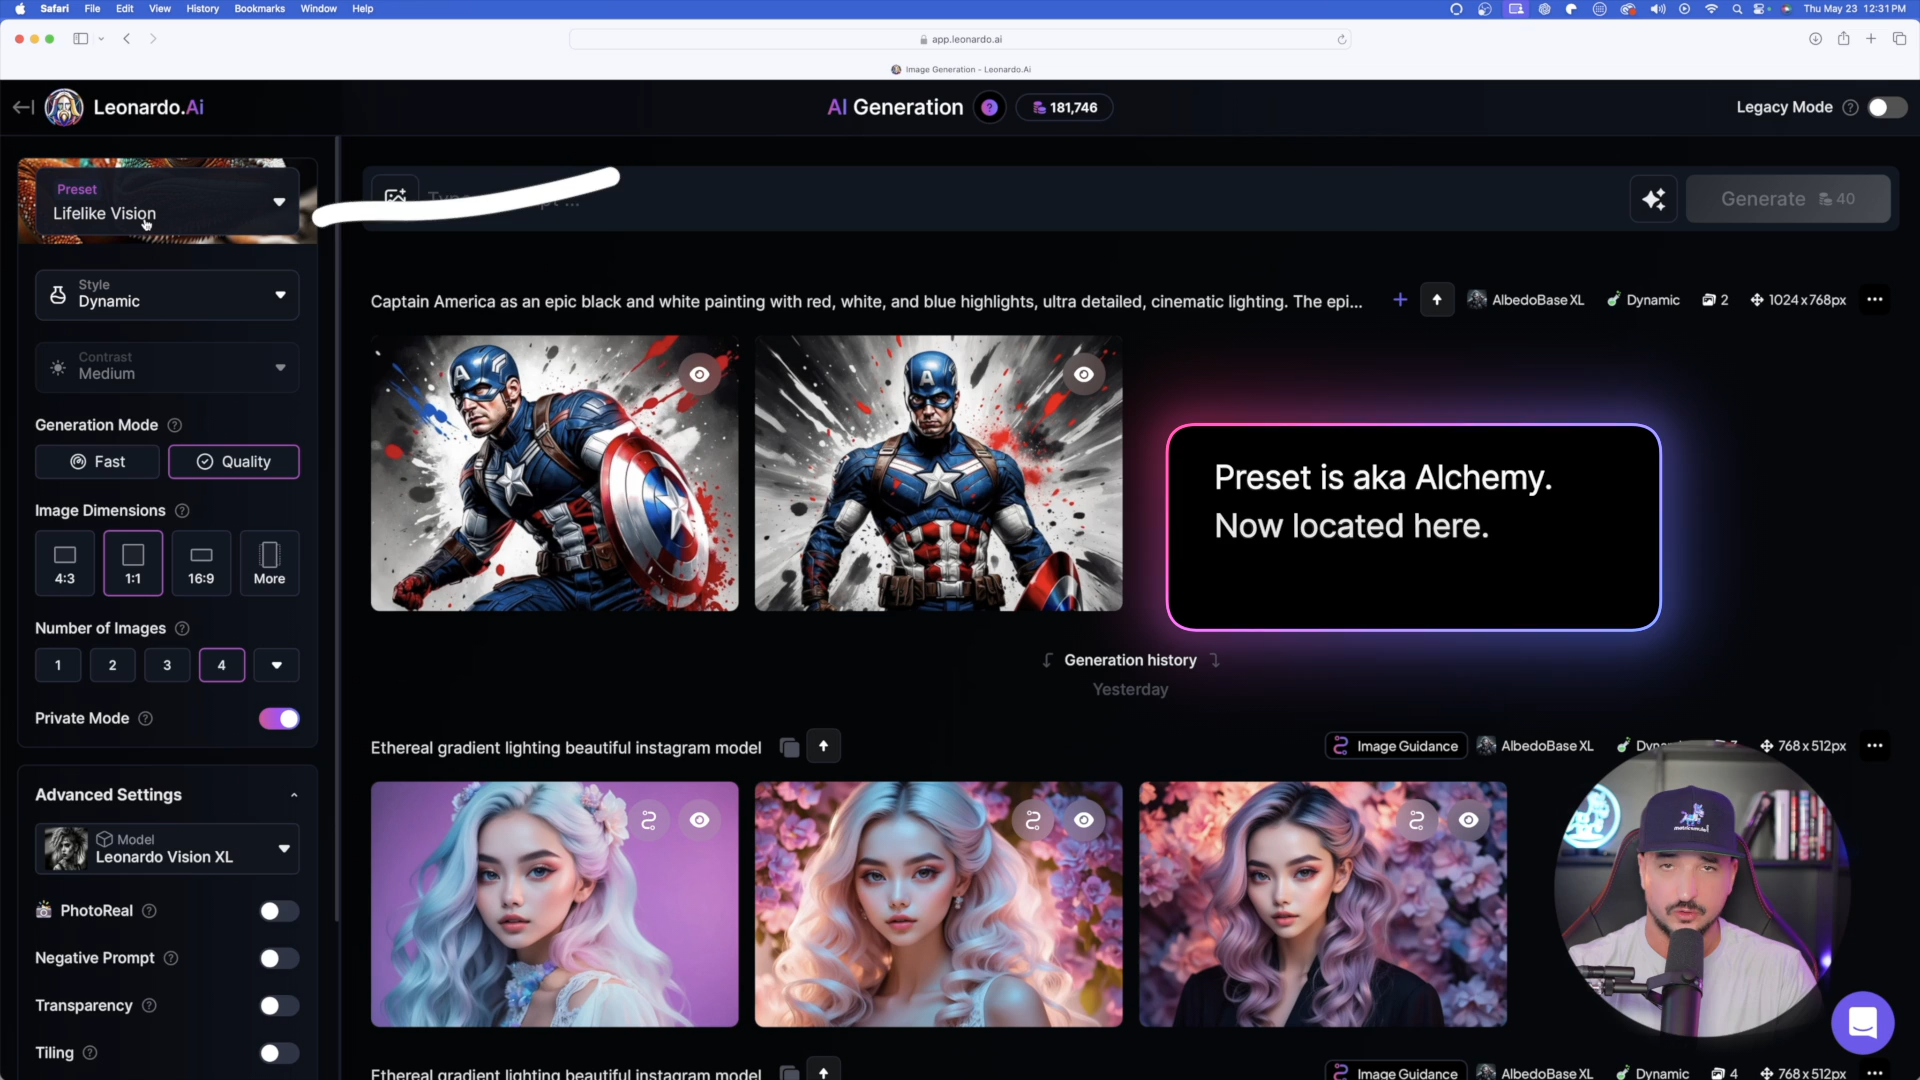 Safari File Edit View History Bookmarks Window Help
Thu May 23 12:31 PM
app.leonardo.ai
Image Generation - Leonardo.Ai
Leonardo.Ai
AI Generation
?
181,746
Legacy Mode ?
Preset
Lifelike Vision
Generate 40
Style
Dynamic
Contrast
Medium
Generation Mode ?
Fast
Quality
Image Dimensions ?
4:3
1:1
16:9
More
Number of Images ?
1 2 3 4
Private Mode ?
Advanced Settings
Model
Leonardo Vision XL
PhotoReal ?
Negative Prompt ?
Transparency ?
Tiling ?
Captain America as an epic black and white painting with red, white, and blue highlights, ultra detailed, cinematic lighting. The epi...
AlbedoBase XL
Dynamic
2
1024 x 768px
A
A
Preset is aka Alchemy.
Now located here.
Generation history
Yesterday
Ethereal gradient lighting beautiful instagram model
Image Guidance
AlbedoBase XL
768 x 512px
Ethereal gradient lighting beautiful instagram model
Image Guidance
AlbedoBase XL
Dynamic
4
768 x 512px